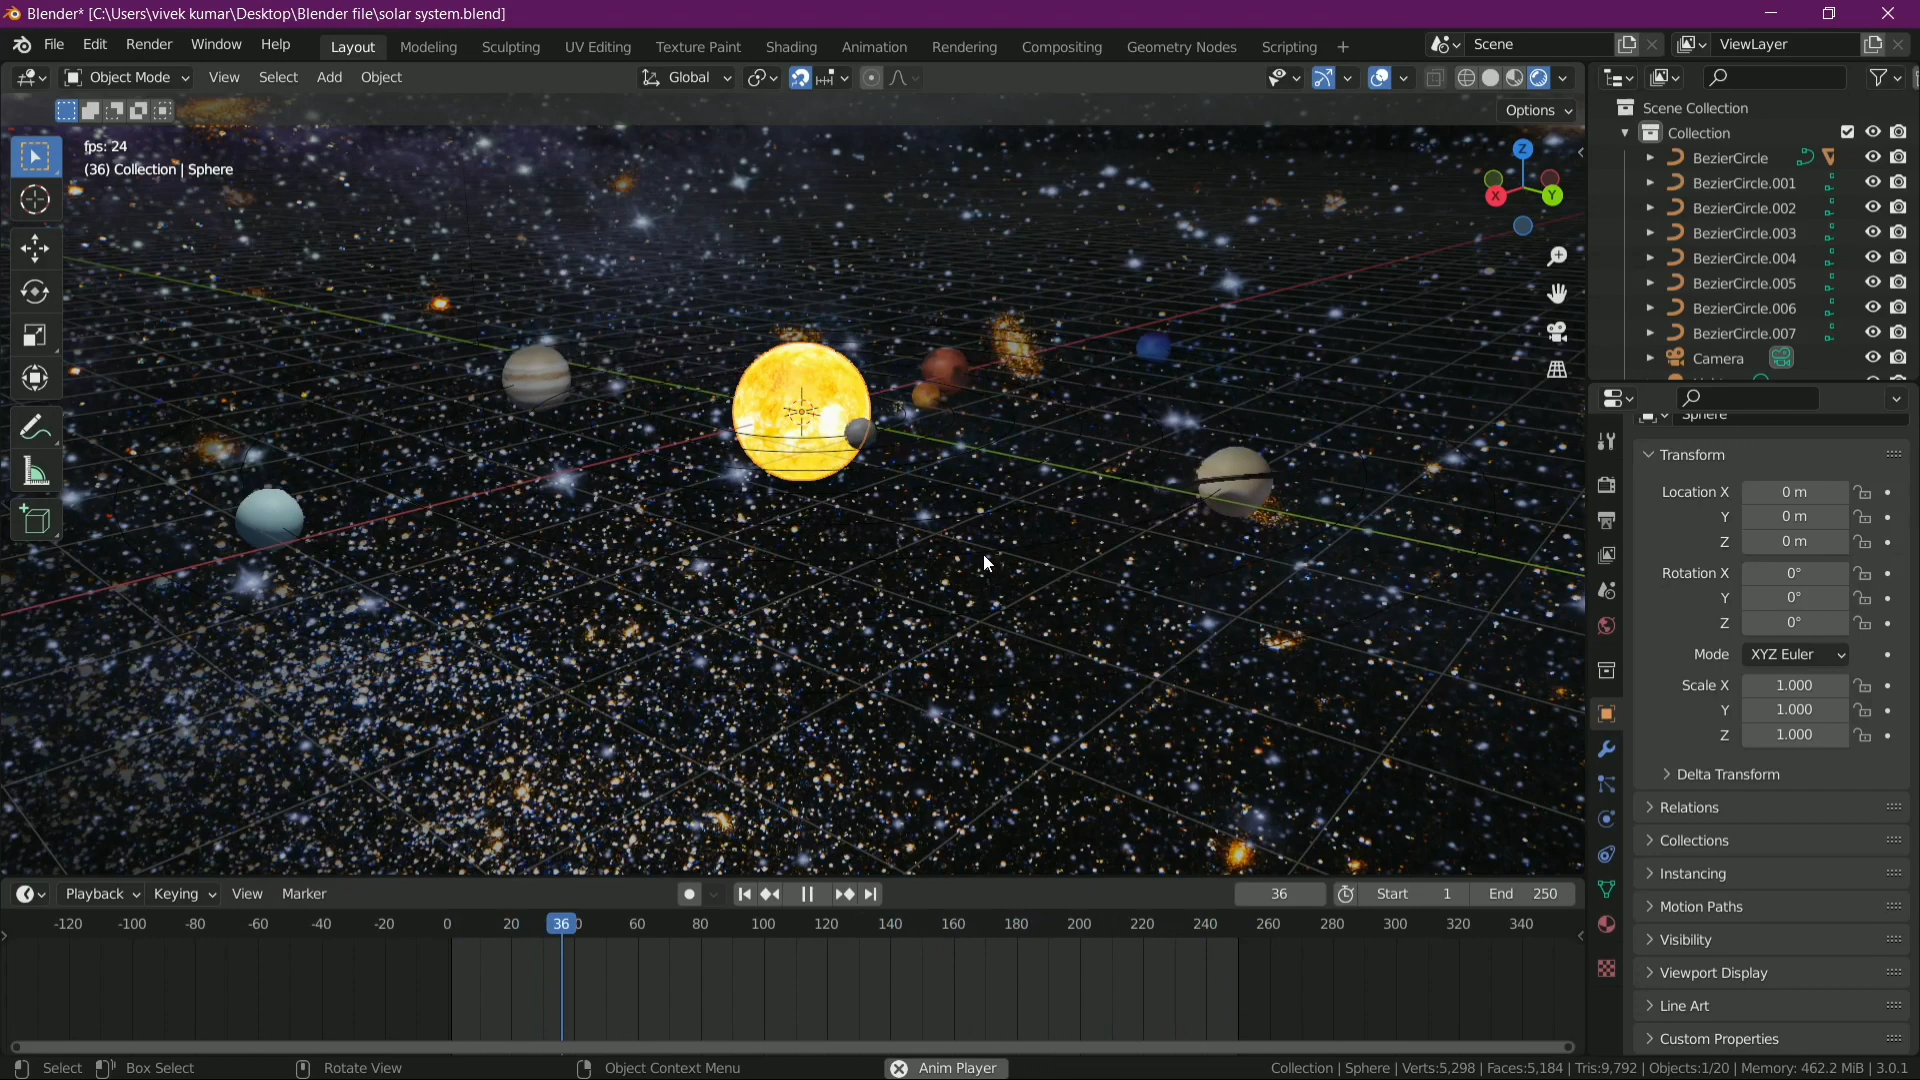 Blender* [C:\Users\vivek kumar\Desktop\Blender file\solar system.blend]
File Edit Render Window Help Layout Modeling Sculpting UV Editing Texture Paint Shading Animation Rendering Compositing Geometry Nodes Scripting + Scene ViewLayer
Object Mode View Select Add Object Global
Options
fps: 24
(36) Collection | Sphere
Z
X Y
Scene Collection
Collection
BezierCircle
BezierCircle.001
BezierCircle.002
BezierCircle.003
BezierCircle.004
BezierCircle.005
BezierCircle.006
BezierCircle.007
Camera
Sphere
Transform
Location X 0 m
Y 0 m
Z 0 m
Rotation X 0°
Y 0°
Z 0°
Mode XYZ Euler
Scale X 1.000
Y 1.000
Z 1.000
Delta Transform
Relations
Collections
Instancing
Motion Paths
Visibility
Viewport Display
Line Art
Custom Properties
Playback Keying View Marker 36 Start 1 End 250
-120 -100 -80 -60 -40 -20 0 20 36 60 80 100 120 140 160 180 200 220 240 260 280 300 320 340
Select Box Select Rotate View Object Context Menu Anim Player Collection | Sphere | Verts:5,298 | Faces:5,184 | Tris:9,792 | Objects:1/20 | Memory: 462.2 MiB | 3.0.1